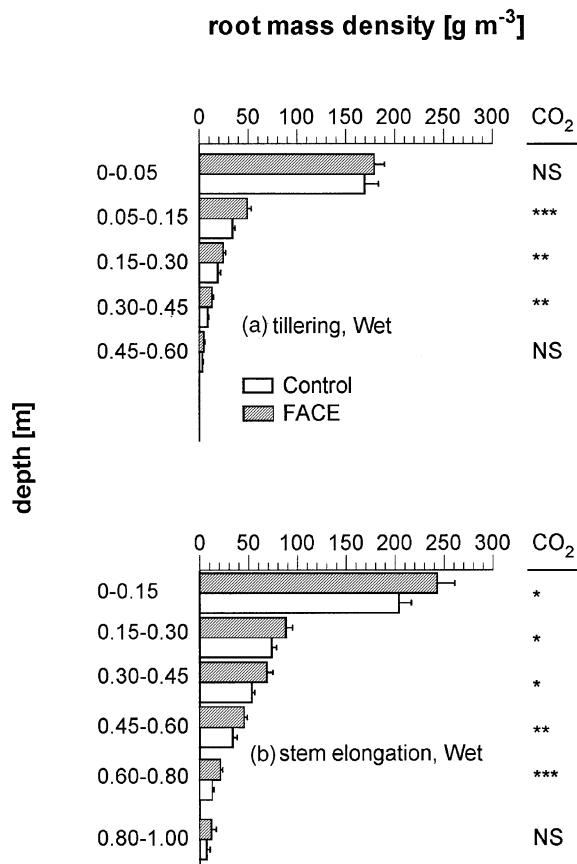 root mass density [g m⁻³]
0 50 100 150 200 250 300 CO₂
0-0.05 NS
0.05-0.15 ***
0.15-0.30 **
0.30-0.45 **
(a) tillering, Wet
0.45-0.60 NS
Control
FACE
depth [m]
0 50 100 150 200 250 300 CO₂
0-0.15 *
0.15-0.30 *
0.30-0.45 *
0.45-0.60 **
(b) stem elongation, Wet
0.60-0.80 ***
0.80-1.00 NS